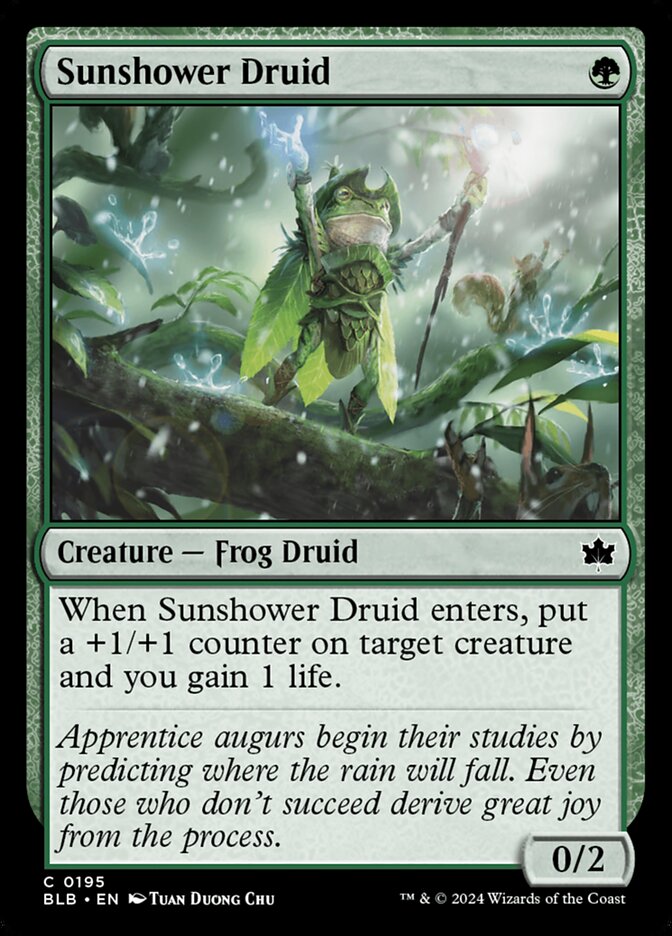 Sunshower Druid
Creature — Frog Druid
When Sunshower Druid enters, put
a +1/+1 counter on target creature
and you gain 1 life.
Apprentice augurs begin their studies by
predicting where the rain will fall. Even
those who don't succeed derive great joy
from the process.
0/2
C 0195
BLB • EN Tuan Duong Chu
™ & © 2024 Wizards of the Coast